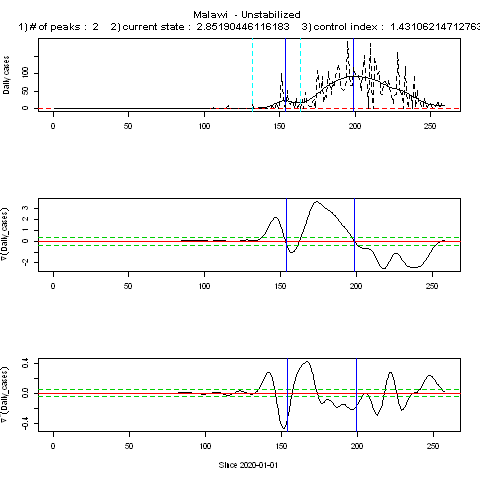 Malawi - Unstabilized
1) # of peaks : 2 2) current state : 2.85190446116183 3) control index : 1.43106214712763
Daily cases
0 50 100
0 50 100 150 200 250
∇ (Daily_cases)
-2 0 1 2 3
0 50 100 150 200 250
∇ (Daily_cases)
-0.4 0.0 0.4
0 50 100 150 200 250
Since 2020-01-01